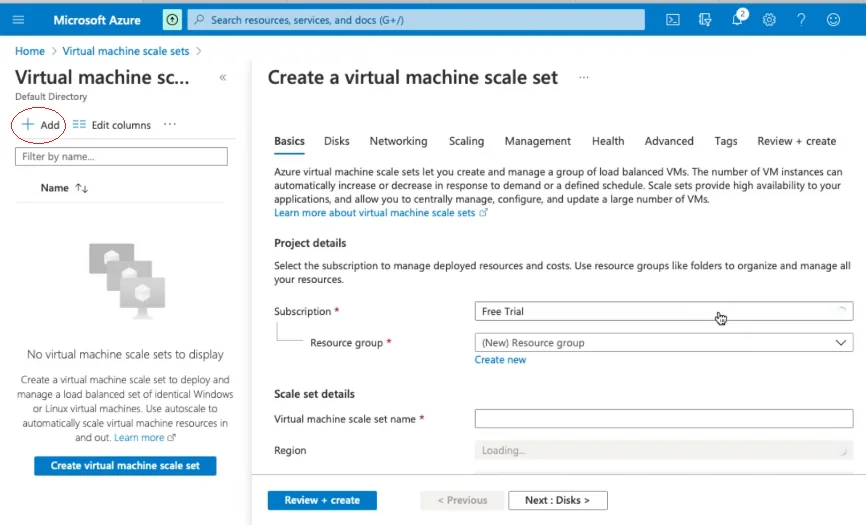 Microsoft Azure
Search resources, services, and docs (G+/)
2
Home > Virtual machine scale sets >
Virtual machine sc...
Default Directory
Add
Edit columns
Filter by name...
Name
No virtual machine scale sets to display
Create a virtual machine scale set to deploy and
manage a load balanced set of identical Windows
or Linux virtual machines. Use autoscale to
automatically scale virtual machine resources in
and out. Learn more
Create virtual machine scale set
Create a virtual machine scale set
Basics Disks Networking Scaling Management Health Advanced Tags Review + create
Azure virtual machine scale sets let you create and manage a group of load balanced VMs. The number of VM instances can
automatically increase or decrease in response to demand or a defined schedule. Scale sets provide high availability to your
applications, and allow you to centrally manage, configure, and update a large number of VMs.
Learn more about virtual machine scale sets
Project details
Select the subscription to manage deployed resources and costs. Use resource groups like folders to organize and manage all
your resources.
Subscription * Free Trial
Resource group * (New) Resource group
Create new
Scale set details
Virtual machine scale set name *
Region Loading...
Review + create < Previous Next : Disks >